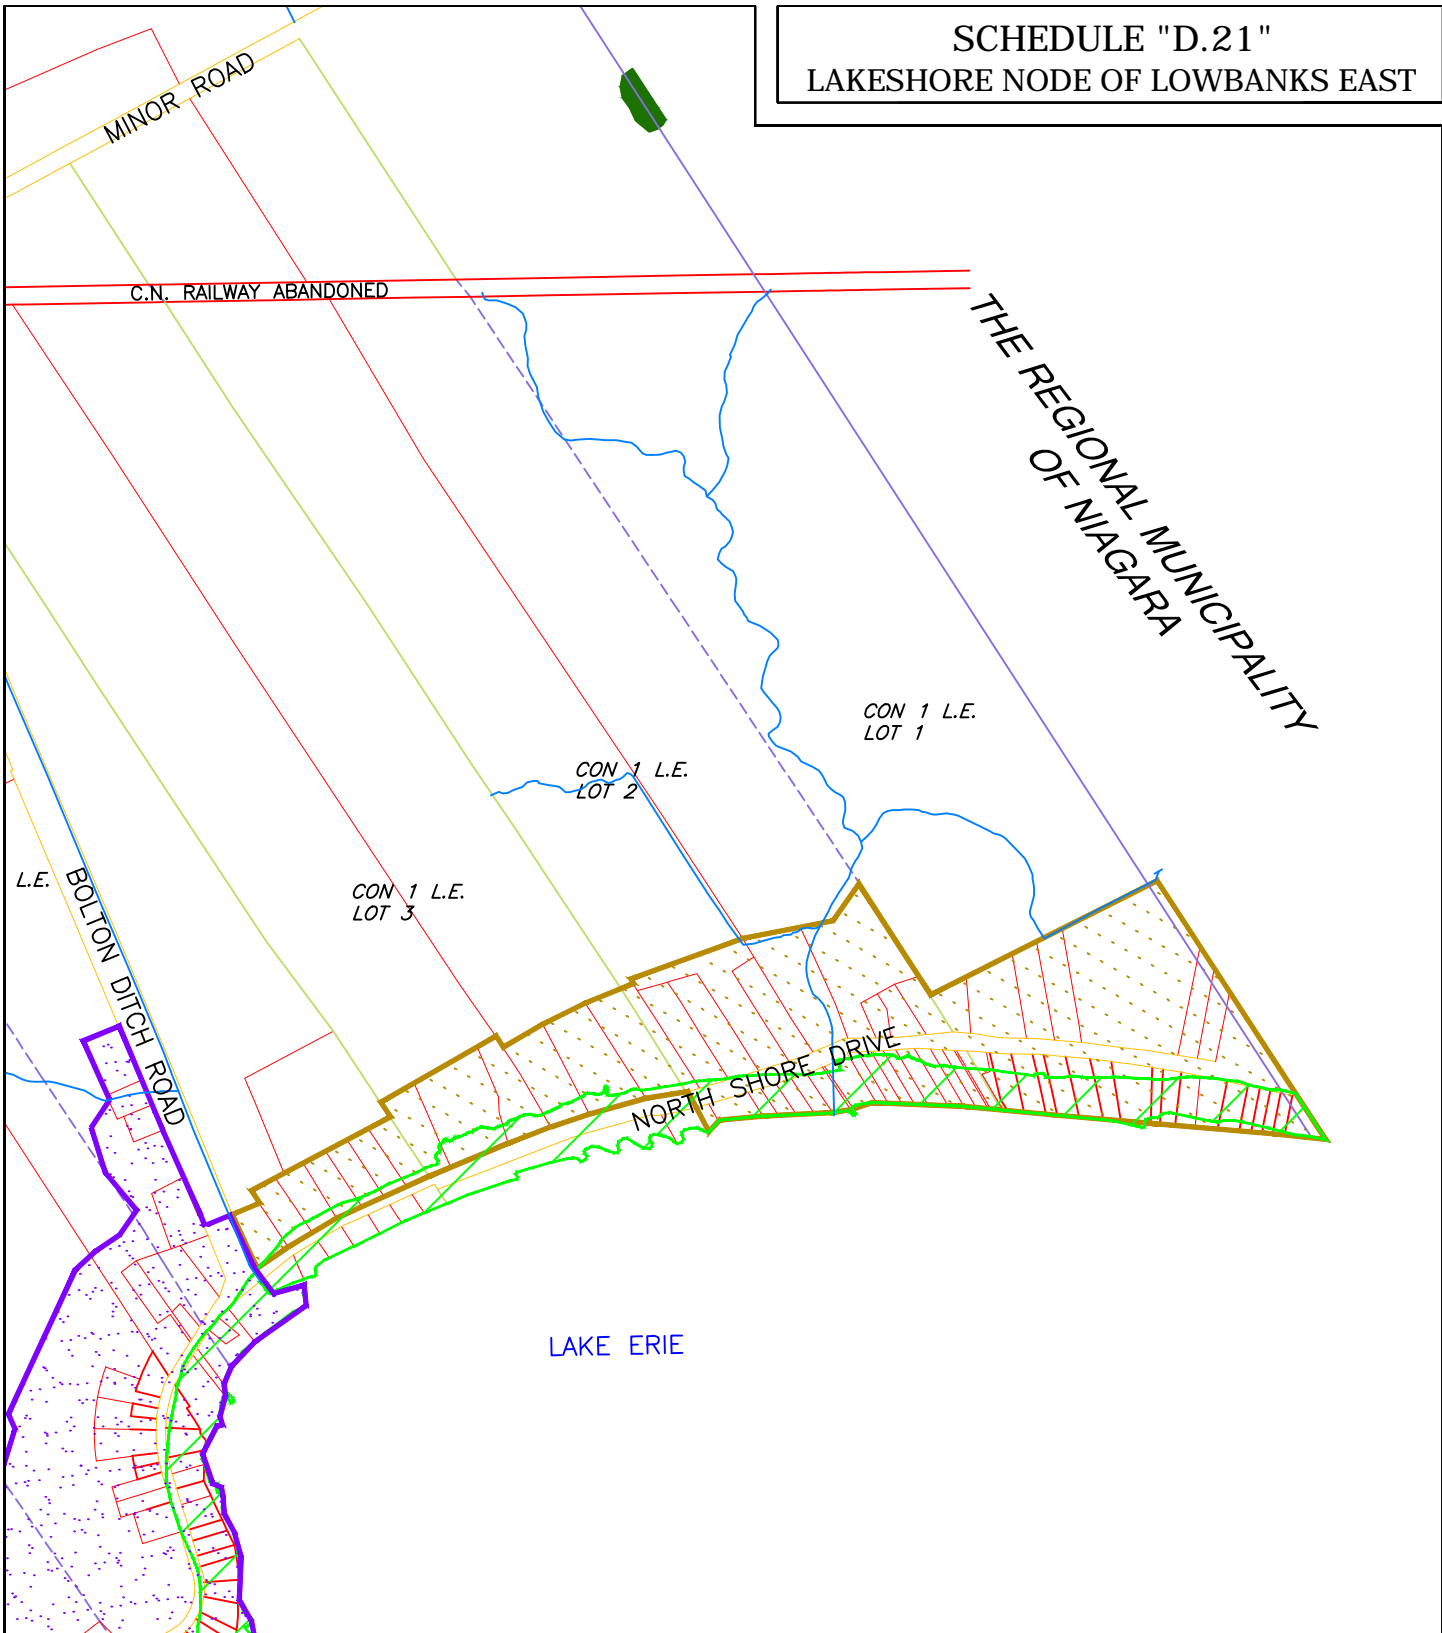 SCHEDULE "D.21"
LAKESHORE NODE OF LOWBANKS EAST
MINOR ROAD
C.N. RAILWAY ABANDONED
THE REGIONAL MUNICIPALITY
OF NIAGARA
CON 1 L.E.
LOT 1
CON 1 L.E.
LOT 2
L.E.
CON 1 L.E.
LOT 3
BOLTON DITCH ROAD
NORTH SHORE DRIVE
LAKE ERIE